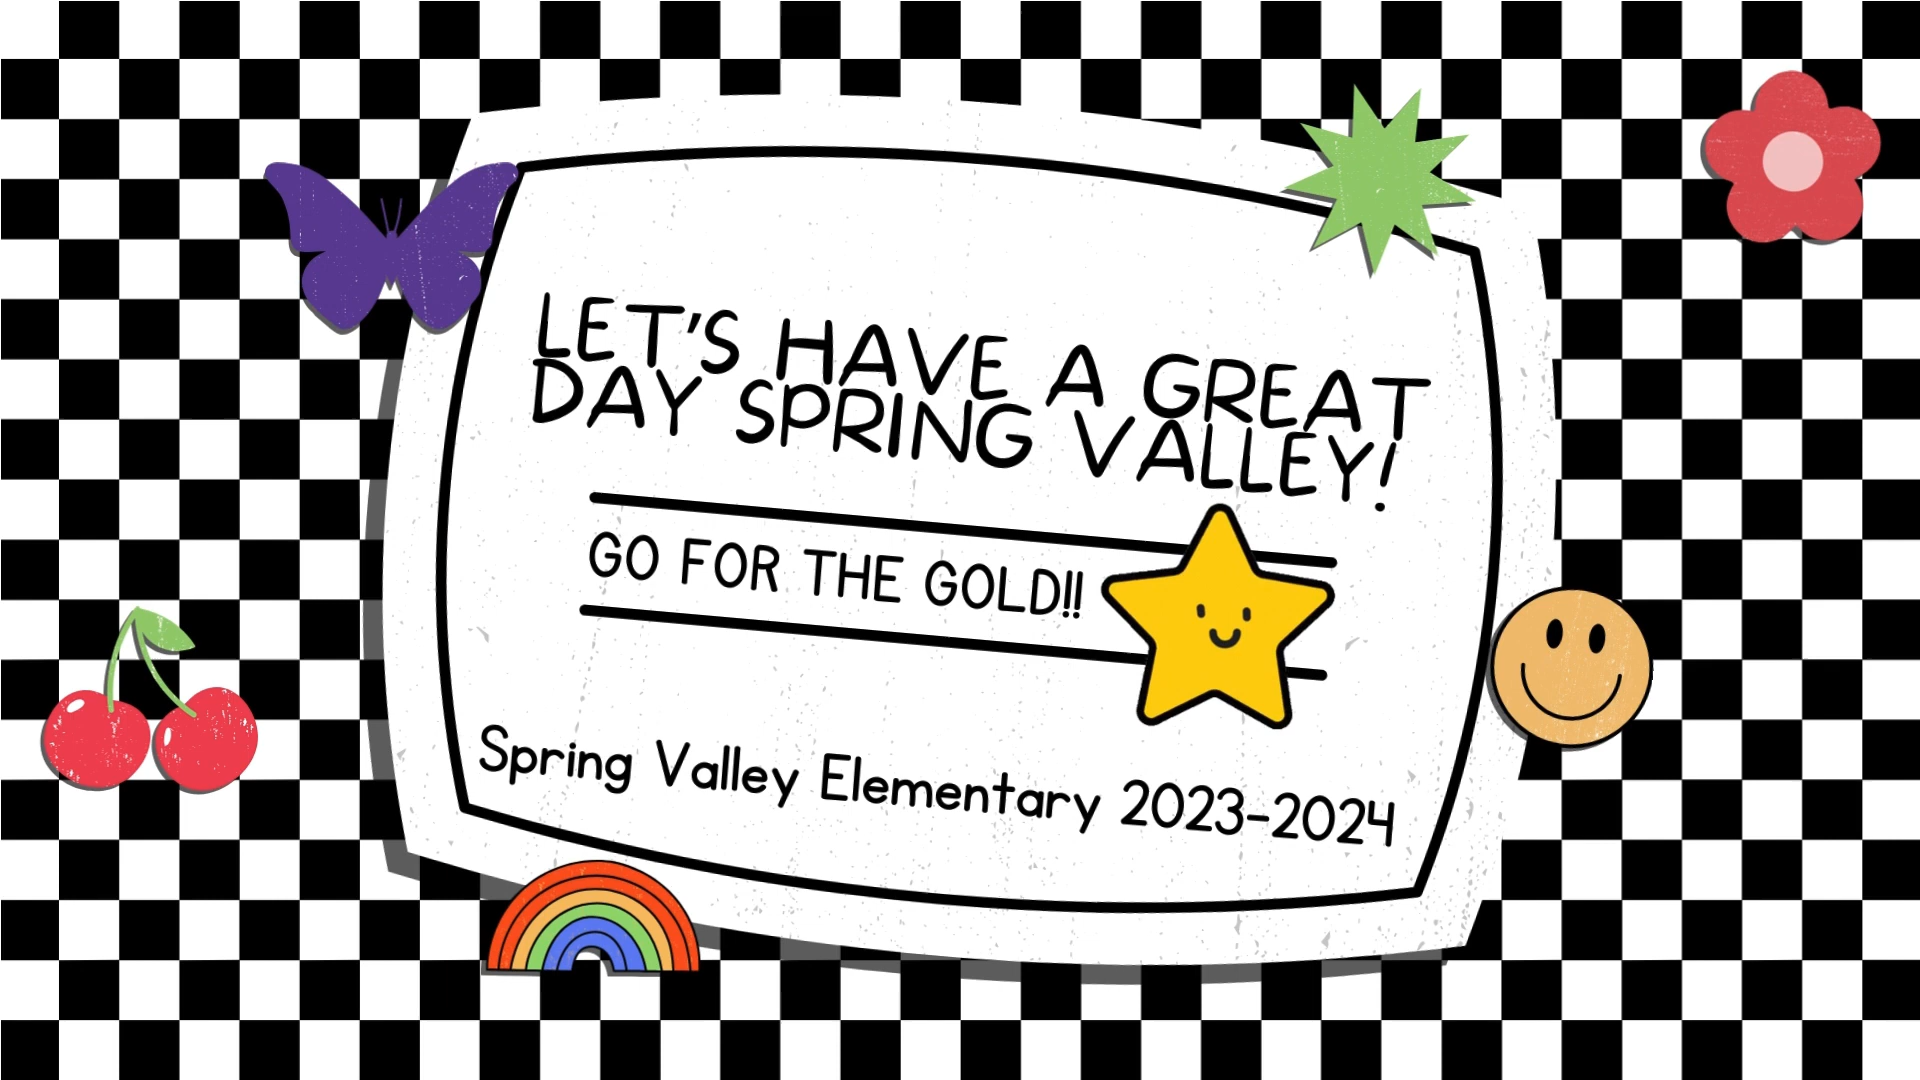 LET'S HAVE A GREAT
DAY SPRING VALLEY!
GO FOR THE GOLD!!
Spring Valley Elementary 2023-2024